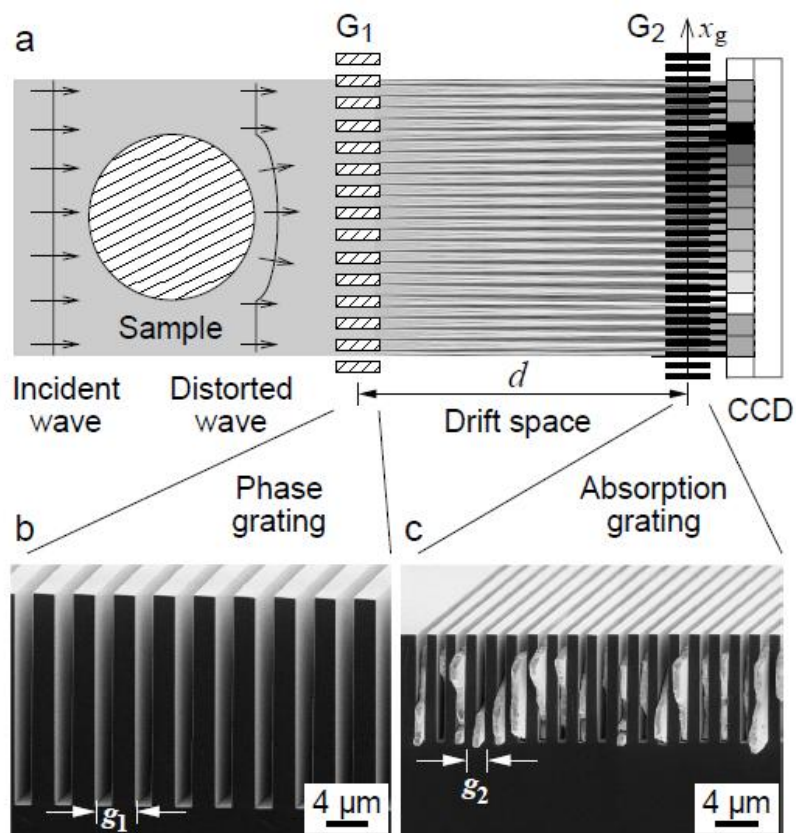 a
G1
G2
xg
Sample
Incident
wave
Distorted
wave
d
Drift space
CCD
Phase
grating
Absorption
grating
b
c
g1
4 µm
g2
4 µm